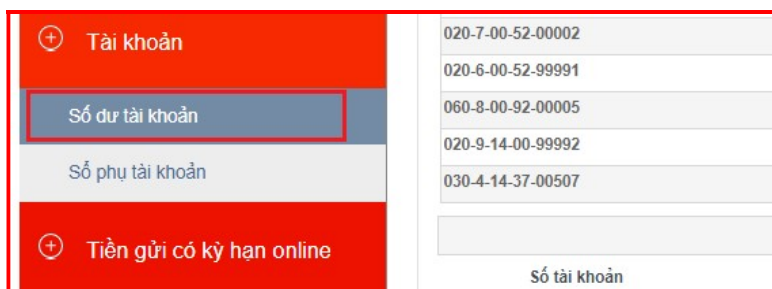 Tài khoản
Số dư tài khoản
Sổ phụ tài khoản
Tiền gửi có kỳ hạn online
020-7-00-52-00002
020-6-00-52-99991
060-8-00-92-00005
020-9-14-00-99992
030-4-14-37-00507
Số tài khoản